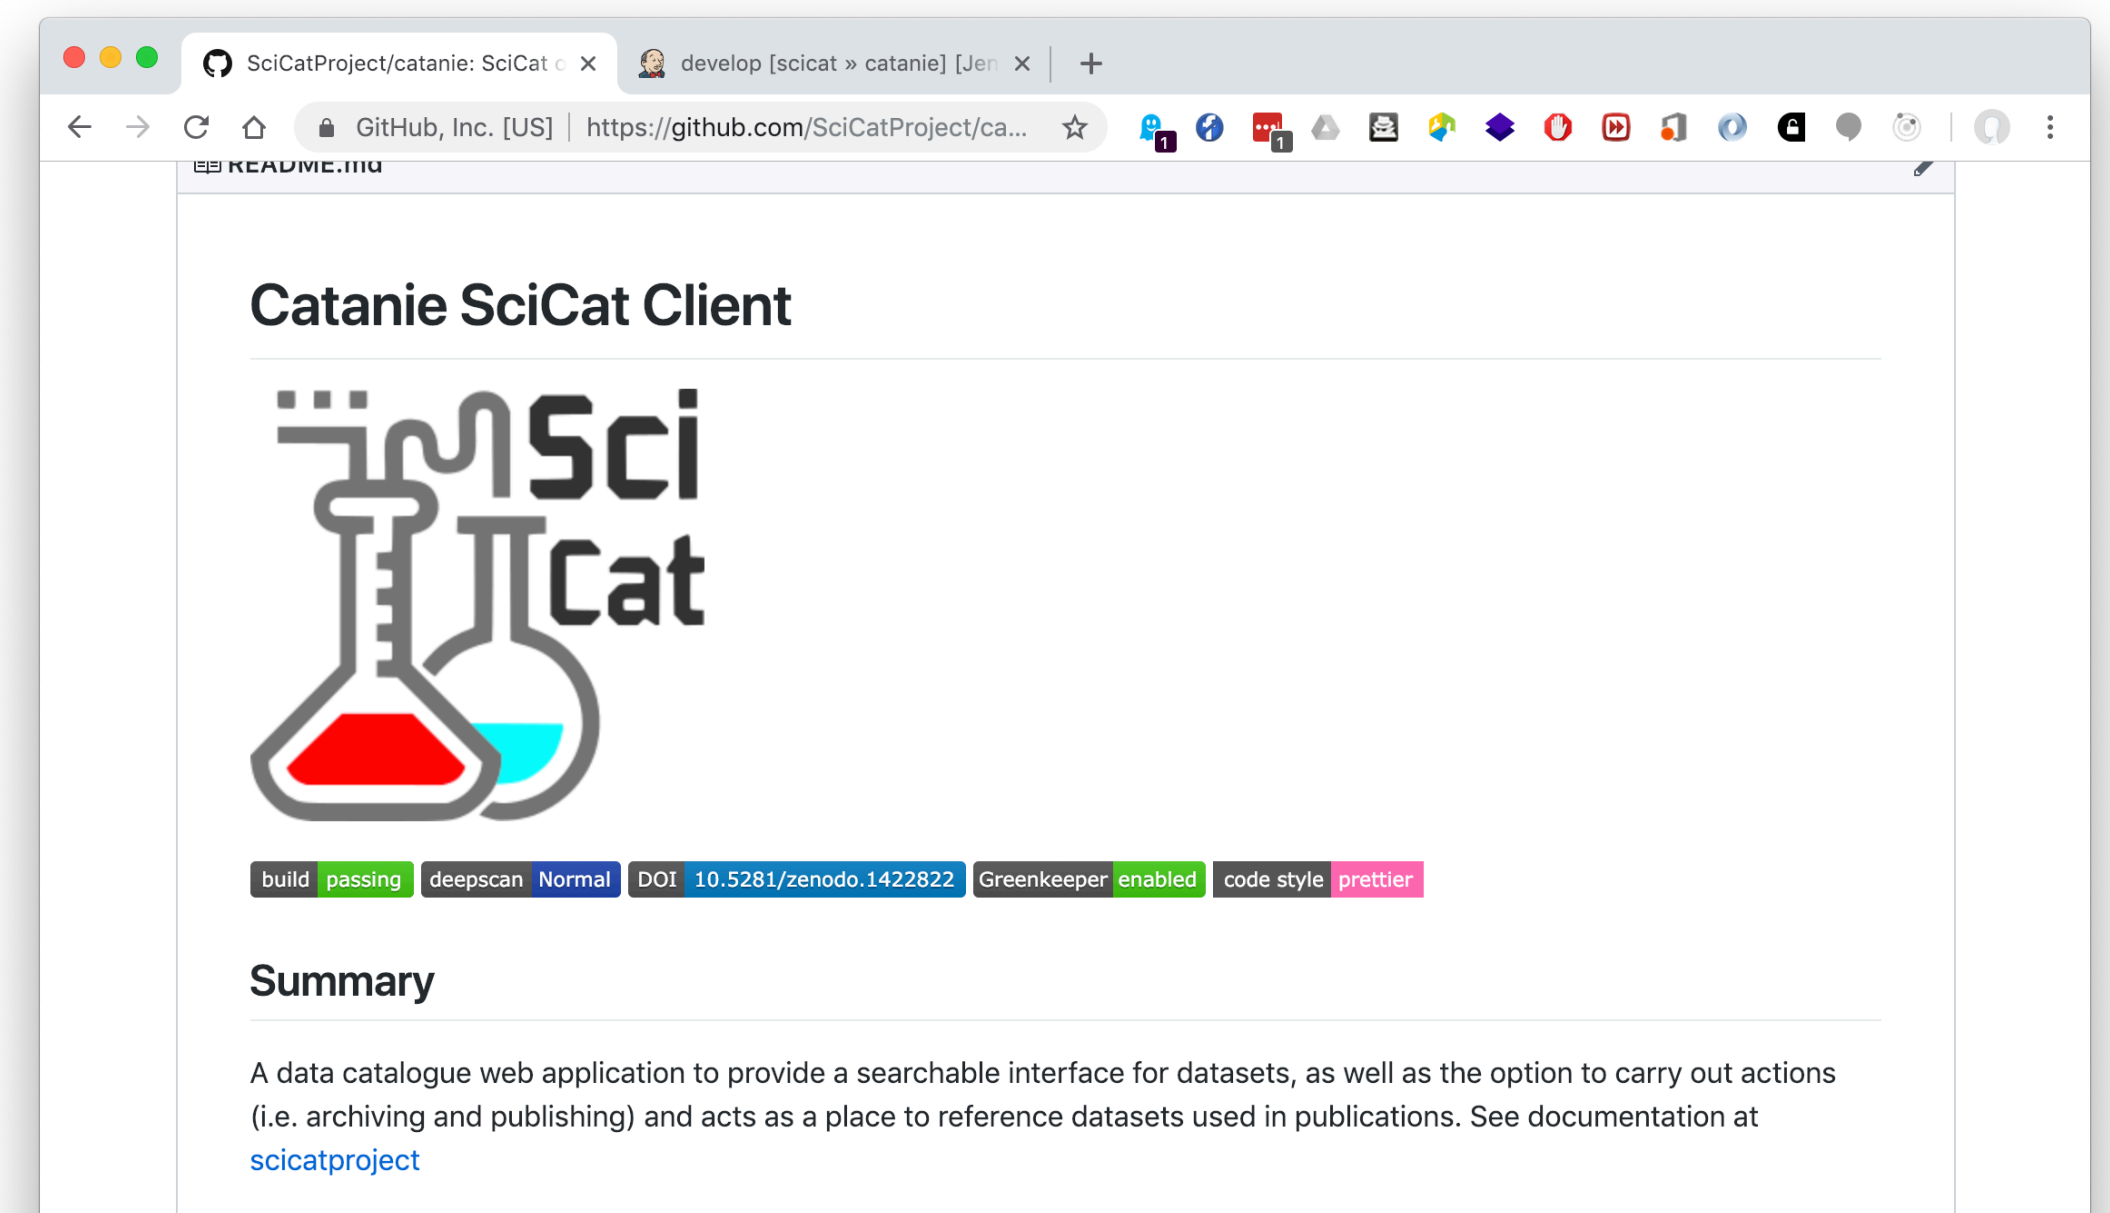 SciCatProject/catanie: SciCat
develop [scicat » catanie] [Jen
GitHub, Inc. [US] https://github.com/SciCatProject/ca...
1
1
README.md
Catanie SciCat Client
Sci
Cat
build passing deepscan Normal DOI 10.5281/zenodo.1422822 Greenkeeper enabled code style prettier
Summary
A data catalogue web application to provide a searchable interface for datasets, as well as the option to carry out actions
(i.e. archiving and publishing) and acts as a place to reference datasets used in publications. See documentation at
scicatproject